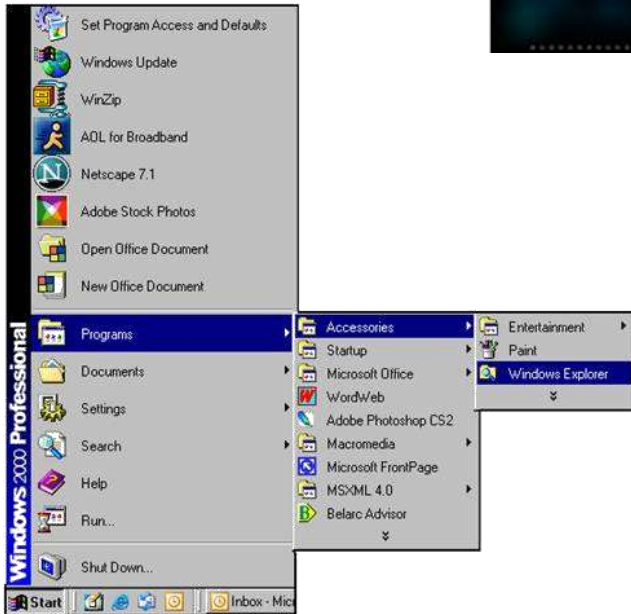 Set Program Access and Defaults
Windows Update
WinZip
AOL for Broadband
Netscape 7.1
Adobe Stock Photos
Open Office Document
New Office Document
Programs
Documents
Settings
Search
Help
Run...
Shut Down...
Windows 2000 Professional
Accessories
Startup
Microsoft Office
WordWeb
Adobe Photoshop CS2
Macromedia
Microsoft FrontPage
MSXML 4.0
Belarc Advisor
Entertainment
Paint
Windows Explorer
Start
Inbox - Micr